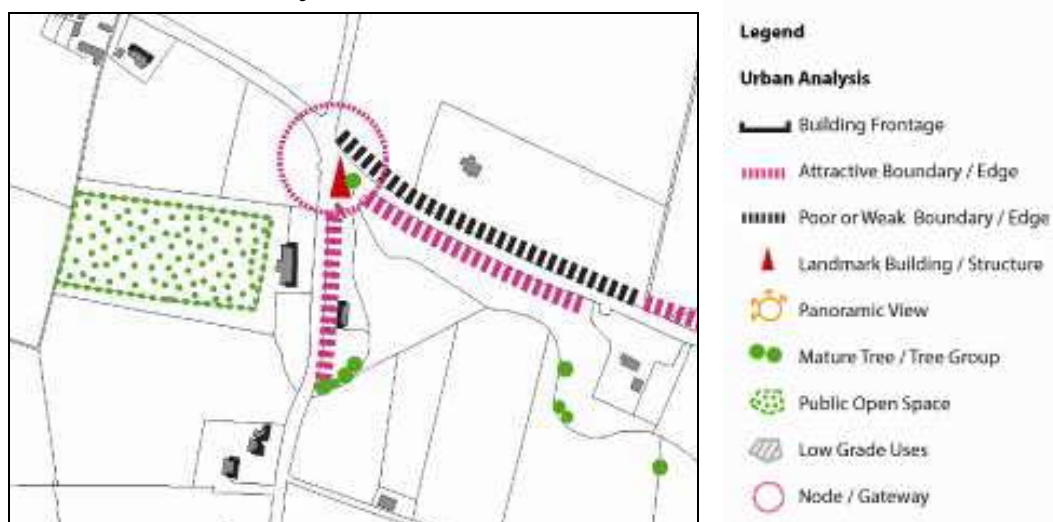 Legend
Urban Analysis
Building Frontage
Attractive Boundary / Edge
Poor or Weak Boundary / Edge
Landmark Building / Structure
Panoramic View
Mature Tree / Tree Group
Public Open Space
Low Grade Uses
Node / Gateway